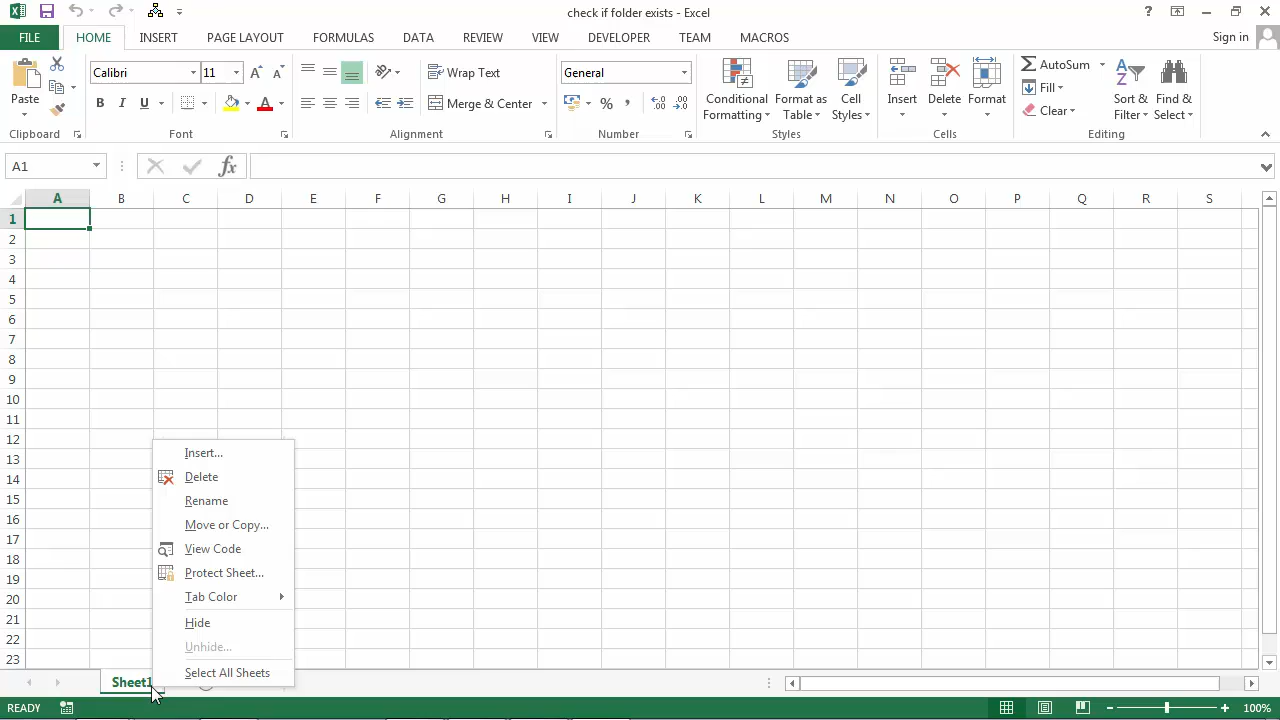 check if folder exists - Excel
?
FILE HOME INSERT PAGE LAYOUT FORMULAS DATA REVIEW VIEW DEVELOPER TEAM MACROS Sign in
Calibri 11 Wrap Text General AutoSum
Paste Conditional Formatting Format as Table Cell Styles Insert Delete Format Fill Sort & Filter Find & Select
B I U A Merge & Center % , Clear
Clipboard Font Alignment Number Styles Cells Editing
A1 fx
A B C D E F G H I J K L M N O P Q R S
1
2
3
4
5
6
7
8
9
10
11
12
13
14
15
16
17
18
19
20
21
22
23
Insert...
Delete
Rename
Move or Copy...
View Code
Protect Sheet...
Tab Color
Hide
Unhide...
Select All Sheets
Sheet1
READY 100%